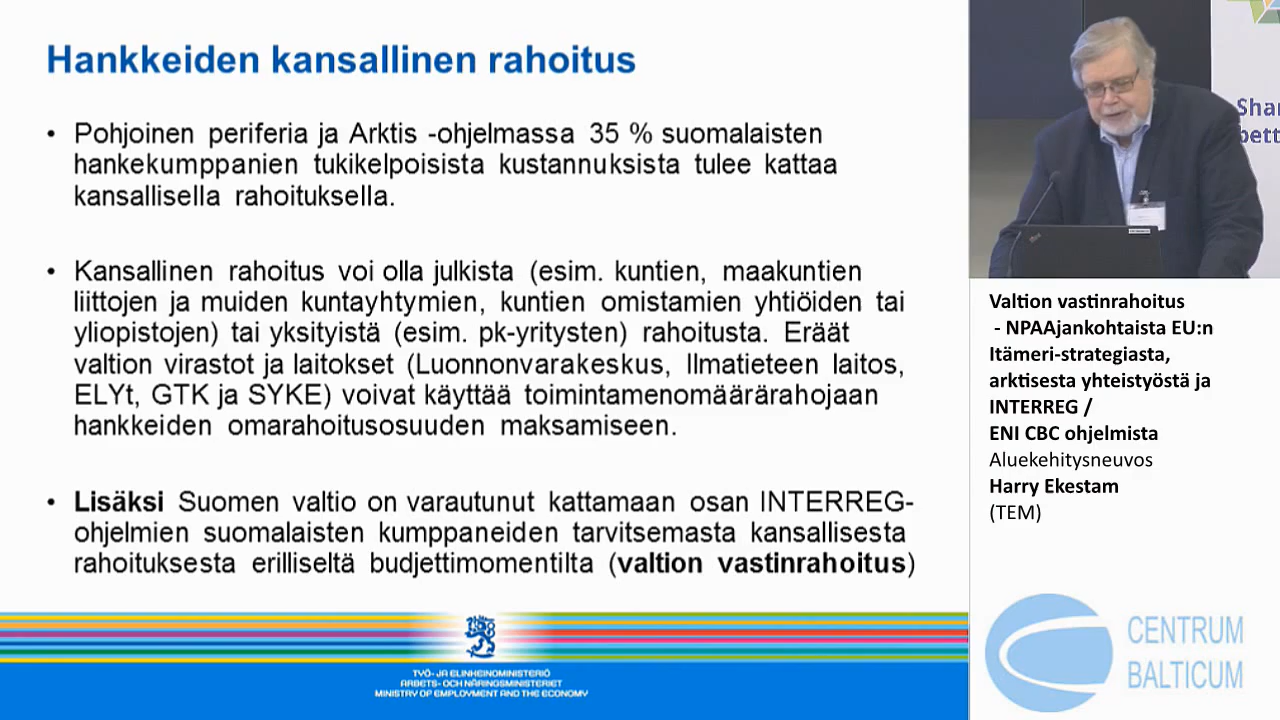 Hankkeiden kansallinen rahoitus
• Pohjoinen periferia ja Arktis -ohjelmassa 35 % suomalaisten
hankekumppanien tukikelpoisista kustannuksista tulee kattaa
kansallisella rahoituksella.
• Kansallinen rahoitus voi olla julkista (esim. kuntien, maakuntien
liittojen ja muiden kuntayhtymien, kuntien omistamien yhtiöiden tai
yliopistojen) tai yksityistä (esim. pk-yritysten) rahoitusta. Eräät
valtion virastot ja laitokset (Luonnonvarakeskus, Ilmatieteen laitos,
ELYt, GTK ja SYKE) voivat käyttää toimintamenomäärärahojaan
hankkeiden omarahoitusosuuden maksamiseen.
• Lisäksi Suomen valtio on varautunut kattamaan osan INTERREG-
ohjelmien suomalaisten kumppaneiden tarvitsemasta kansallisesta
rahoituksesta erilliseltä budjettimomentilta (valtion vastinrahoitus)
TYÖ- JA ELINKEINOMINISTERIÖ
ARBETS- OCH NÄRINGSMINISTERIET
MINISTRY OF EMPLOYMENT AND THE ECONOMY
Shar
bett
Valtion vastinrahoitus
- NPAAjankohtaista EU:n
Itämeri-strategiasta,
arktisesta yhteistyöstä ja
INTERREG /
ENI CBC ohjelmista
Aluekehitysneuvos
Harry Ekestam
(TEM)
CENTRUM
BALTICUM